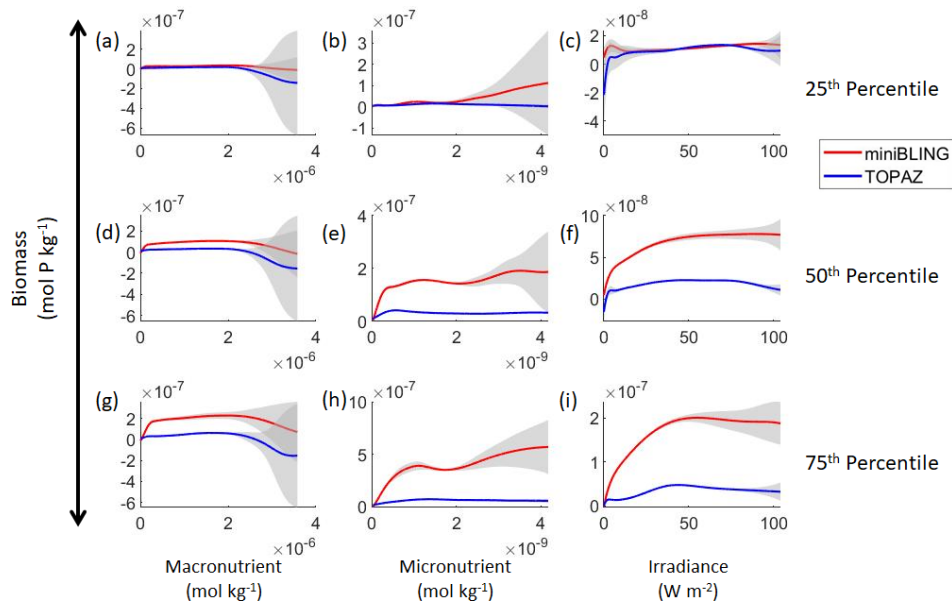 ×10⁻⁷ ×10⁻⁷ ×10⁻⁸
(a) (b) (c)
2 0 -2 -4 -6
3 1 -1
2 0 -2 -4
0 2 4
×10⁻⁶
0 2 4
×10⁻⁹
0 50 100
25th Percentile
miniBLING
TOPAZ
×10⁻⁷ ×10⁻⁷ ×10⁻⁸
(d) (e) (f)
2 0 -2 -4 -6
4 2 0
10 5 0
0 2 4
×10⁻⁶
0 2 4
×10⁻⁹
0 50 100
50th Percentile
Biomass
(mol P kg⁻¹)
×10⁻⁷ ×10⁻⁷ ×10⁻⁷
(g) (h) (i)
2 0 -2 -4 -6
10 5 0
2 1 0
0 2 4
×10⁻⁶
0 2 4
×10⁻⁹
0 50 100
75th Percentile
Macronutrient
(mol kg⁻¹)
Micronutrient
(mol kg⁻¹)
Irradiance
(W m⁻²)